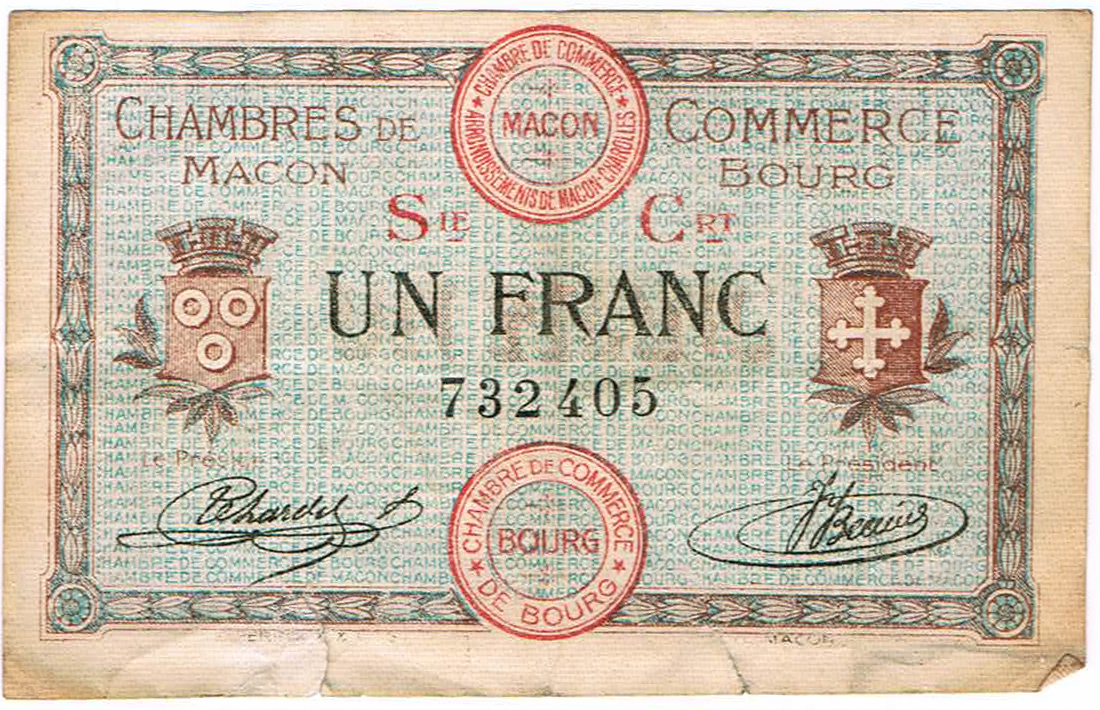 CHAMBRES DE COMMERCE
MACON BOURG
CHAMBRE DE COMMERCE
MACON
★ ARRONDISSEMENTS DE MACON-CHAROLLES ★
SIE CRT
UN FRANC
732405
Le Président Le Président
CHAMBRE DE COMMERCE
BOURG
★ DE BOURG ★
MACON